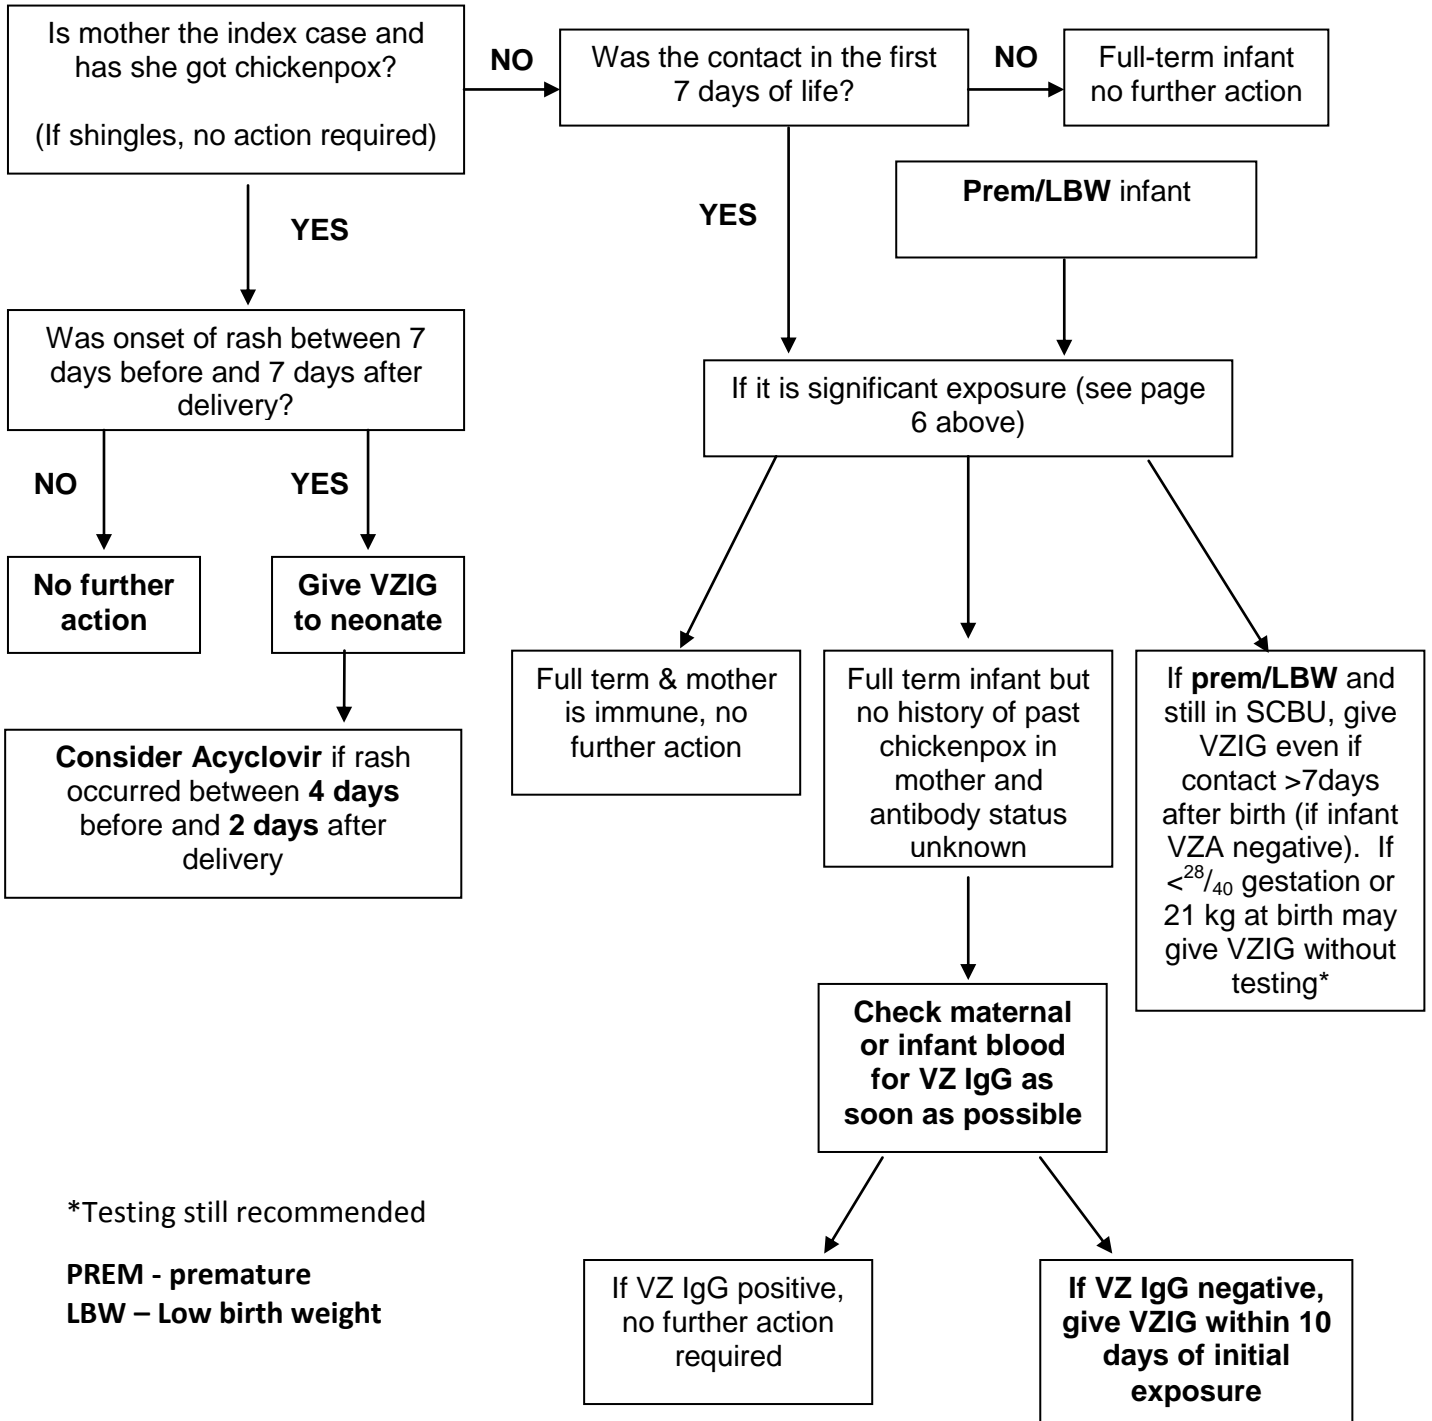 Is mother the index case and
has she got chickenpox?
(If shingles, no action required)
NO
Was the contact in the first
7 days of life?
NO
Full-term infant
no further action
YES
YES
Prem/LBW infant
Was onset of rash between 7
days before and 7 days after
delivery?
If it is significant exposure (see page
6 above)
NO
YES
No further
action
Give VZIG
to neonate
Consider Acyclovir if rash
occurred between 4 days
before and 2 days after
delivery
Full term & mother
is immune, no
further action
Full term infant but
no history of past
chickenpox in
mother and
antibody status
unknown
If prem/LBW and
still in SCBU, give
VZIG even if
contact >7days
after birth (if infant
VZA negative). If
<28/40 gestation or
21 kg at birth may
give VZIG without
testing*
Check maternal
or infant blood
for VZ IgG as
soon as possible
If VZ IgG positive,
no further action
required
If VZ IgG negative,
give VZIG within 10
days of initial
exposure
*Testing still recommended
PREM - premature
LBW – Low birth weight